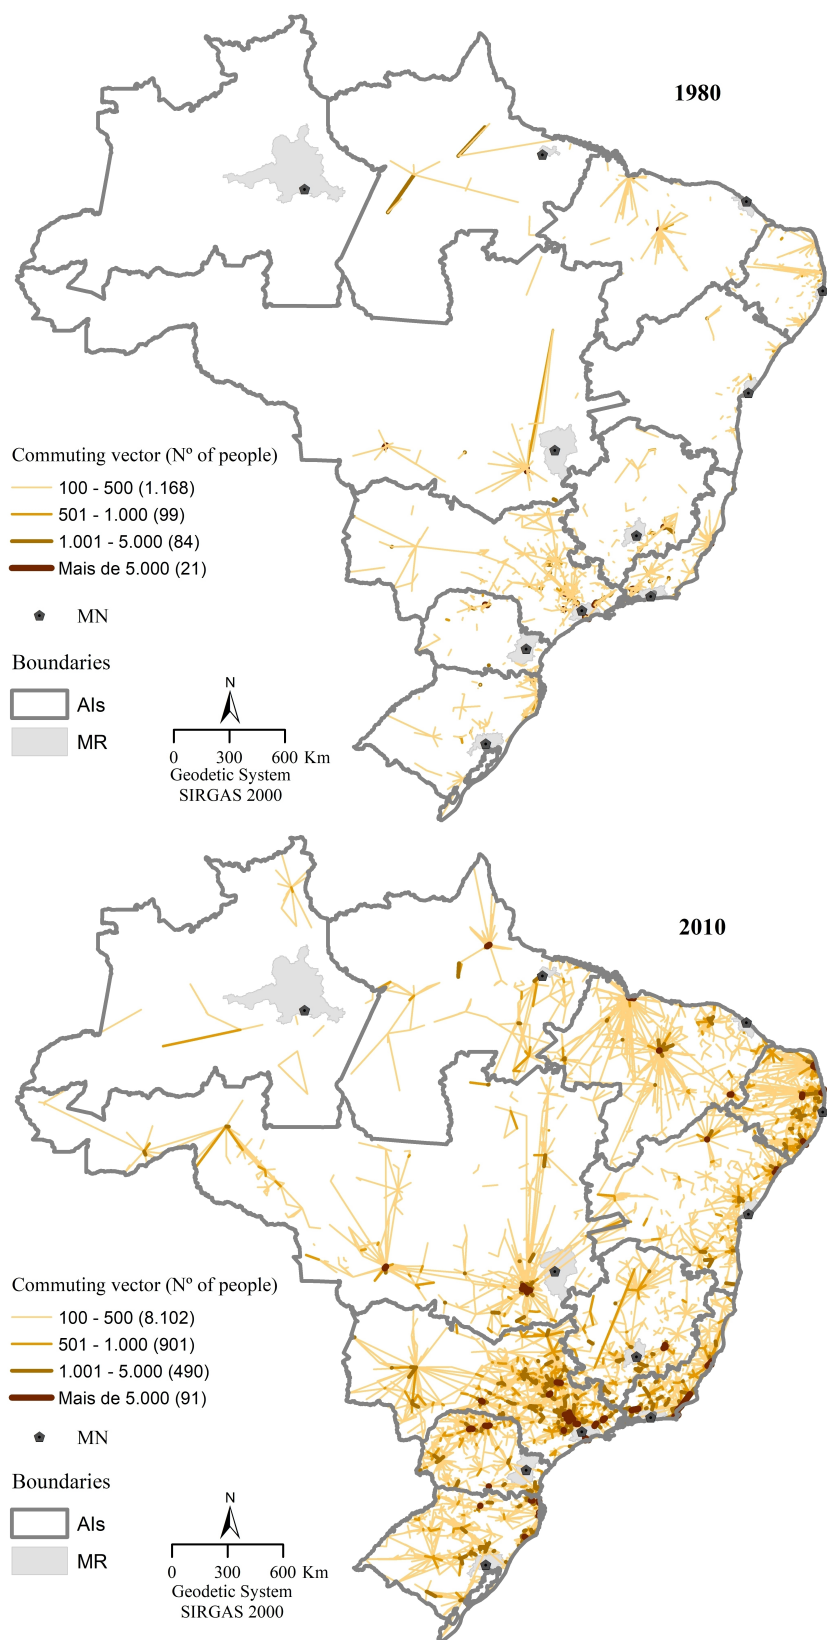 1980
Commuting vector (Nº of people)
100 - 500 (1.168)
501 - 1.000 (99)
1.001 - 5.000 (84)
Mais de 5.000 (21)
MN
Boundaries
AIs
MR
N
0 300 600 Km
Geodetic System
SIRGAS 2000
2010
Commuting vector (Nº of people)
100 - 500 (8.102)
501 - 1.000 (901)
1.001 - 5.000 (490)
Mais de 5.000 (91)
MN
Boundaries
AIs
MR
N
0 300 600 Km
Geodetic System
SIRGAS 2000